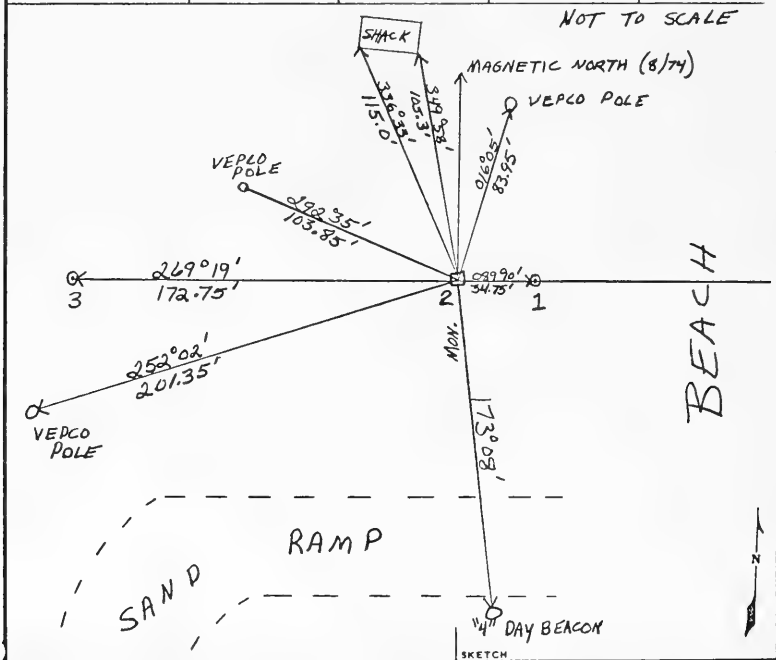 NOT TO SCALE
SHACK
MAGNETIC NORTH (8/74)
VEPCO POLE
336°33'
115.0'
349°58'
105.3'
016°05'
83.95'
VEPCO
POLE
292°35'
103.85'
269°19'
172.75'
3
2
089°90'
34.75'
1
BEACH
MON.
252°02'
201.35'
VEPCO
POLE
173°08'
RAMP
SAND
N
"4" DAY BEACON
SKETCH